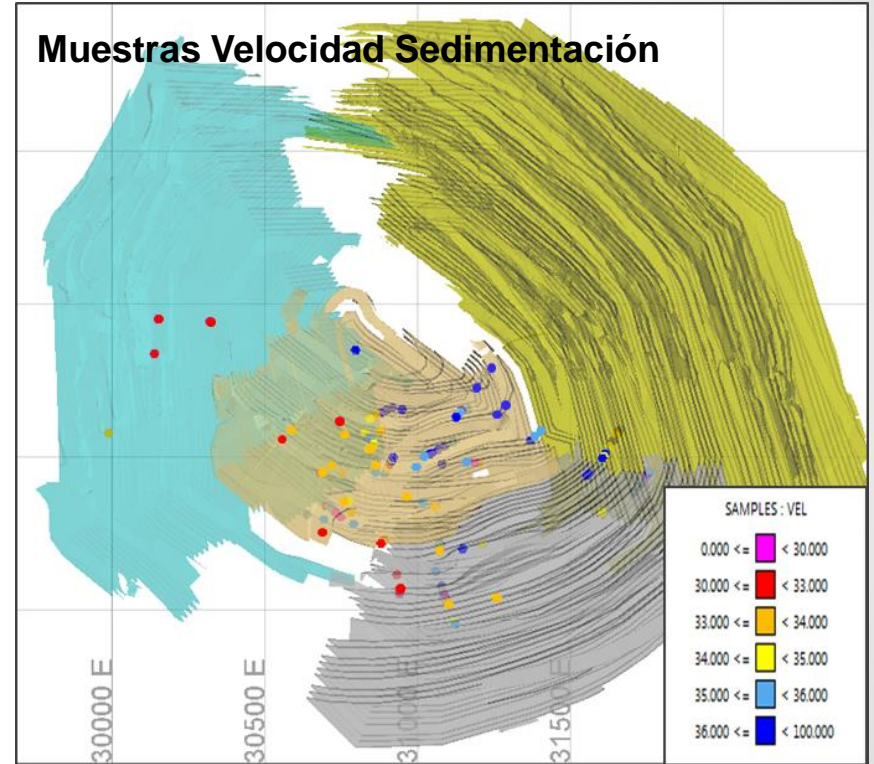 Muestras Velocidad Sedimentación
30000 E
30500 E
31000 E
31500 E
SAMPLES : VEL
0.000 <= < 30.000
30.000 <= < 33.000
33.000 <= < 34.000
34.000 <= < 35.000
35.000 <= < 36.000
36.000 <= < 100.000